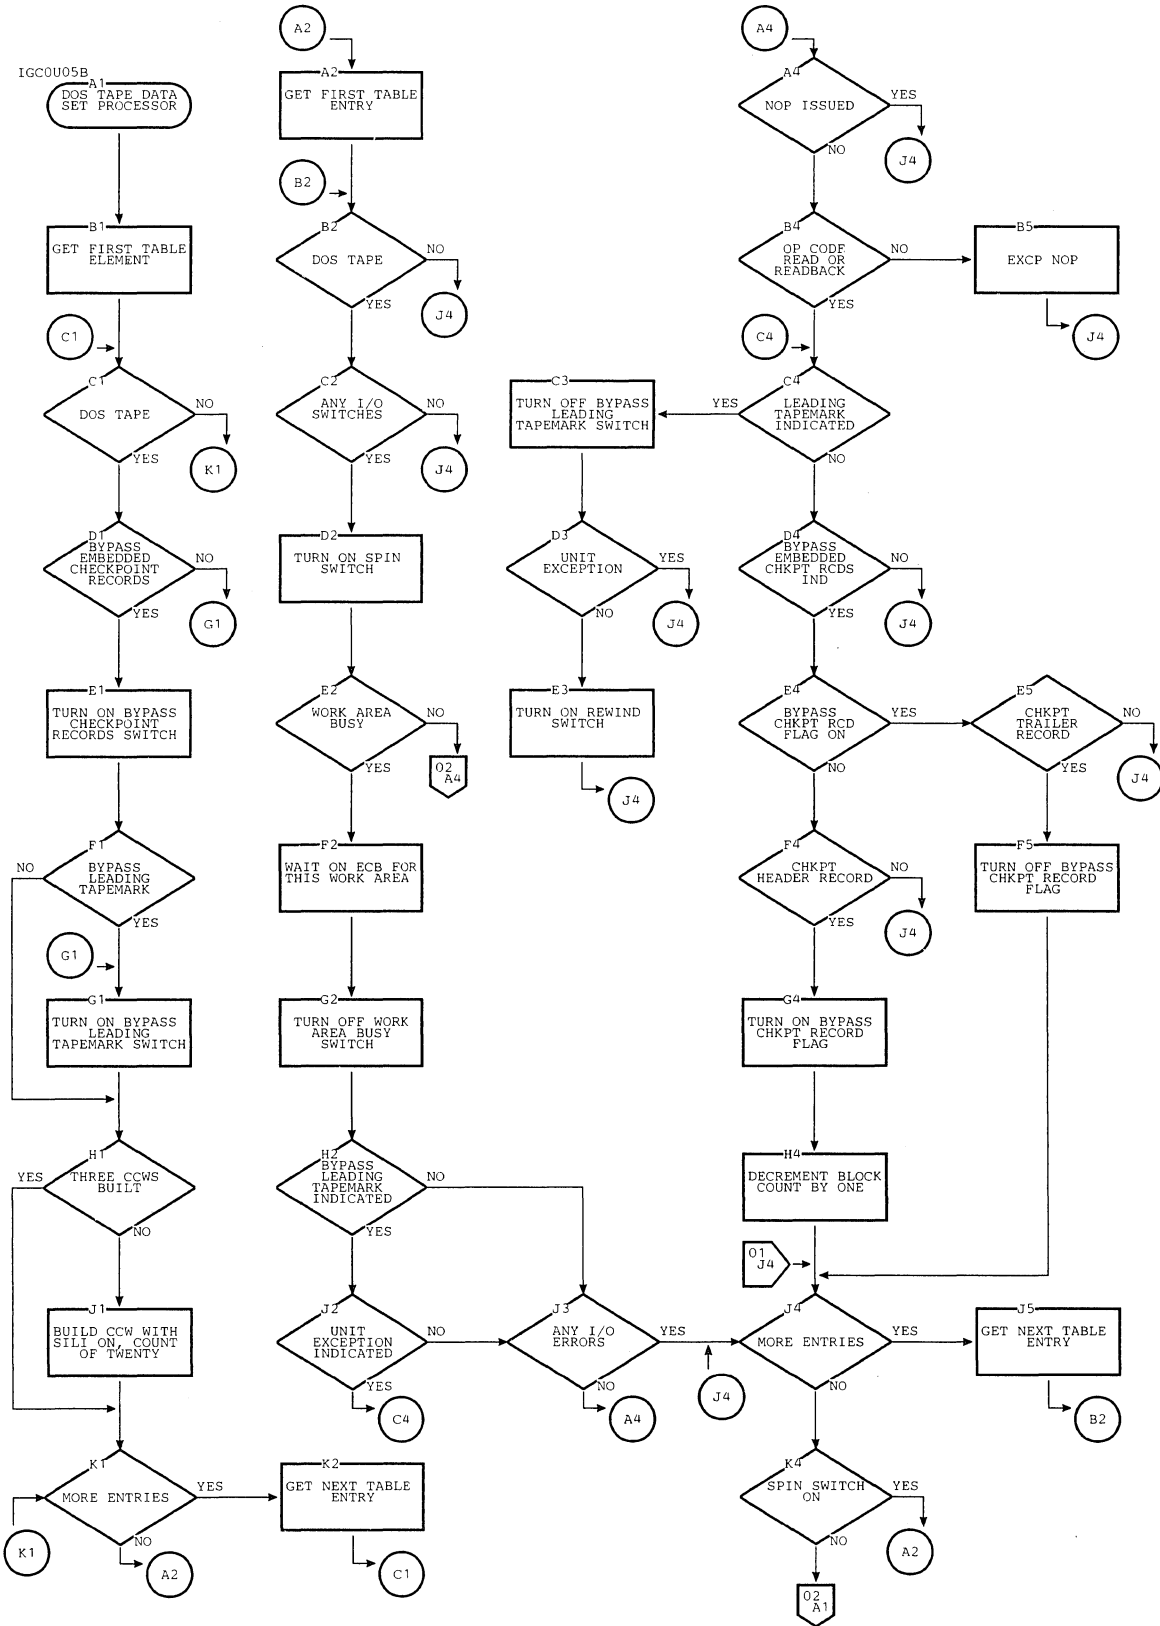 IGC0U05B
A1
DOS TAPE DATA
SET PROCESSOR
B1
GET FIRST TABLE
ELEMENT
C1
C1
DOS TAPE
NO
K1
YES
D1
BYPASS
EMBEDDED
CHECKPOINT
RECORDS
NO
G1
YES
E1
TURN ON BYPASS
CHECKPOINT
RECORDS SWITCH
F1
NO
BYPASS
LEADING
TAPEMARK
YES
G1
G1
TURN ON BYPASS
LEADING
TAPEMARK SWITCH
H1
YES
THREE CCWS
BUILT
NO
J1
BUILD CCW WITH
SILI ON, COUNT
OF TWENTY
K1
MORE ENTRIES
YES
K1
NO
A2
K2
GET NEXT TABLE
ENTRY
C1
A2
A2
GET FIRST TABLE
ENTRY
B2
B2
DOS TAPE
NO
J4
YES
C2
ANY I/O
SWITCHES
NO
J4
YES
D2
TURN ON SPIN
SWITCH
E2
WORK AREA
BUSY
NO
02
A4
YES
F2
WAIT ON ECB FOR
THIS WORK AREA
G2
TURN OFF WORK
AREA BUSY
SWITCH
H2
BYPASS
LEADING
TAPEMARK
INDICATED
NO
YES
J2
UNIT
EXCEPTION
INDICATED
NO
YES
C4
J3
ANY I/O
ERRORS
YES
J4
NO
A4
C3
TURN OFF BYPASS
LEADING
TAPEMARK SWITCH
D3
UNIT
EXCEPTION
YES
J4
NO
E3
TURN ON REWIND
SWITCH
J4
A4
A4
NOP ISSUED
YES
J4
NO
B4
OP CODE
READ OR
READBACK
NO
B5
EXCP NOP
J4
YES
C4
C4
YES
LEADING
TAPEMARK
INDICATED
NO
D4
BYPASS
EMBEDDED
CHKPT RCDS
IND
NO
J4
YES
E4
BYPASS
CHKPT RCD
FLAG ON
YES
NO
E5
CHKPT
TRAILER
RECORD
NO
J4
YES
F4
CHKPT
HEADER RECORD
NO
J4
YES
F5
TURN OFF BYPASS
CHKPT RECORD
FLAG
G4
TURN ON BYPASS
CHKPT RECORD
FLAG
H4
DECREMENT BLOCK
COUNT BY ONE
01
J4
J4
MORE ENTRIES
YES
NO
J5
GET NEXT TABLE
ENTRY
B2
K4
SPIN SWITCH
ON
YES
A2
NO
02
A1